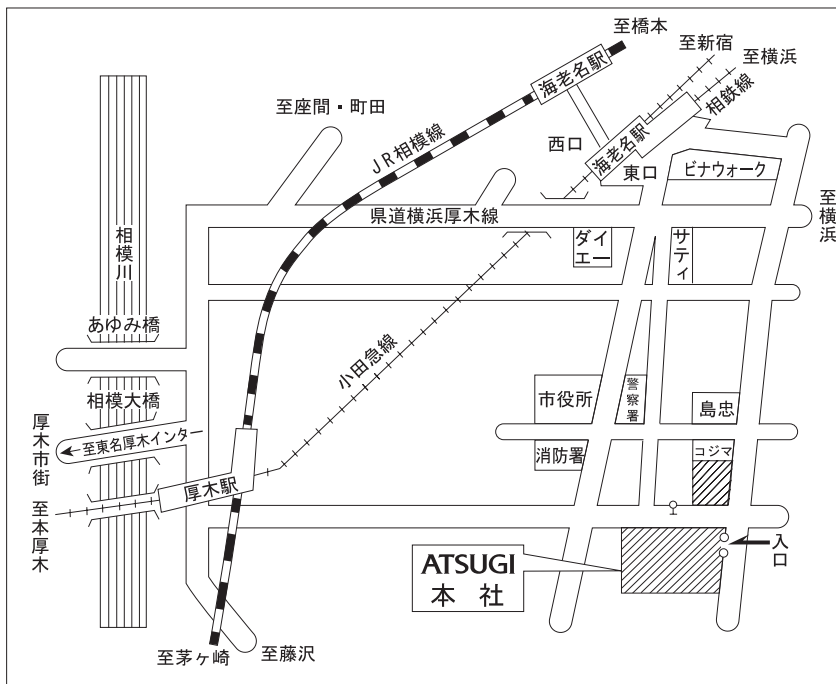 至橋本
至新宿
至横浜
海老名駅
相鉄線
至座間・町田
JR相模線
西口
海老名駅
東口
ビナウォーク
至横浜
県道横浜厚木線
ダイエー
サティ
相模川
あゆみ橋
小田急線
相模大橋
市役所
警察署
島忠
厚木市街
至東名厚木インター
消防署
コジマ
厚木駅
至本厚木
入口
ATSUGI
本社
至茅ヶ崎
至藤沢